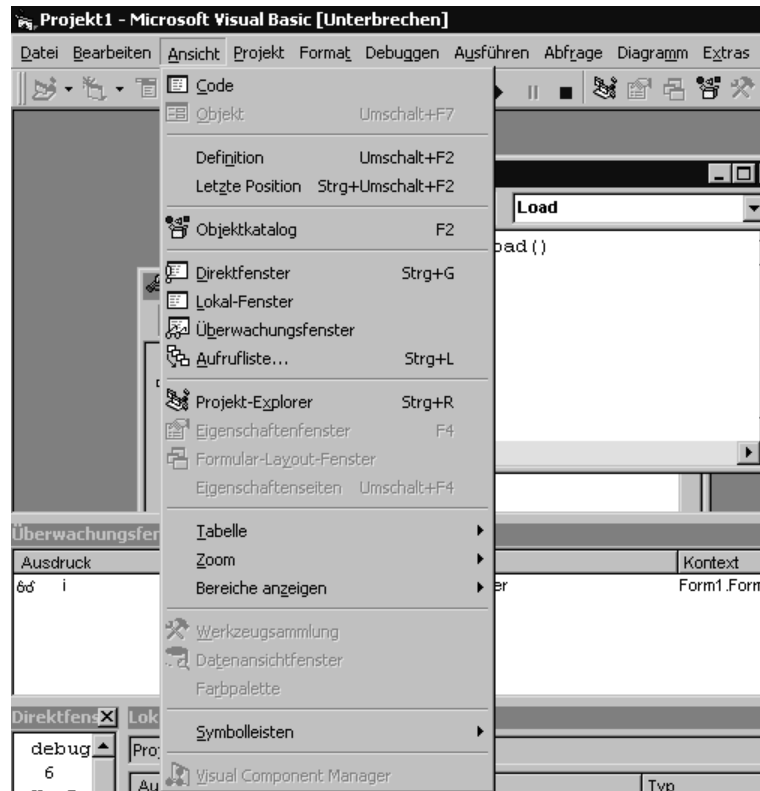 Projekt1 - Microsoft Visual Basic [Unterbrechen]
Datei Bearbeiten Ansicht Projekt Format Debuggen Ausführen Abfrage Diagramm Extras
Code
Objekt Umschalt+F7
Definition Umschalt+F2
Letzte Position Strg+Umschalt+F2
Load
Objektkatalog F2
oad()
Direktfenster Strg+G
Lokal-Fenster
Überwachungsfenster
Aufrufliste... Strg+L
Projekt-Explorer Strg+R
Eigenschaftenfenster F4
Formular-Layout-Fenster
Eigenschaftenseiten Umschalt+F4
Überwachungsfen
Tabelle
Ausdruck Kontext
Zoom
i er Form1.Form
Bereiche anzeigen
Werkzeugsammlung
Datenansichtfenster
Farbpalette
Direktfens Lok
Symbolleisten
debug Proj
6
Visual Component Manager
Au Typ